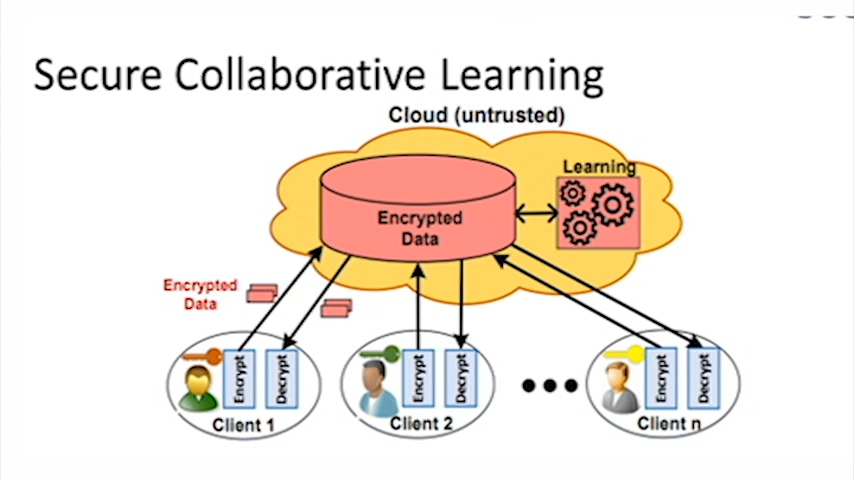 Secure Collaborative Learning
Cloud (untrusted)
Learning
Encrypted
Data
Encrypted
Data
Encrypt
Decrypt
Client 1
Encrypt
Decrypt
Client 2
Encrypt
Decrypt
Client n